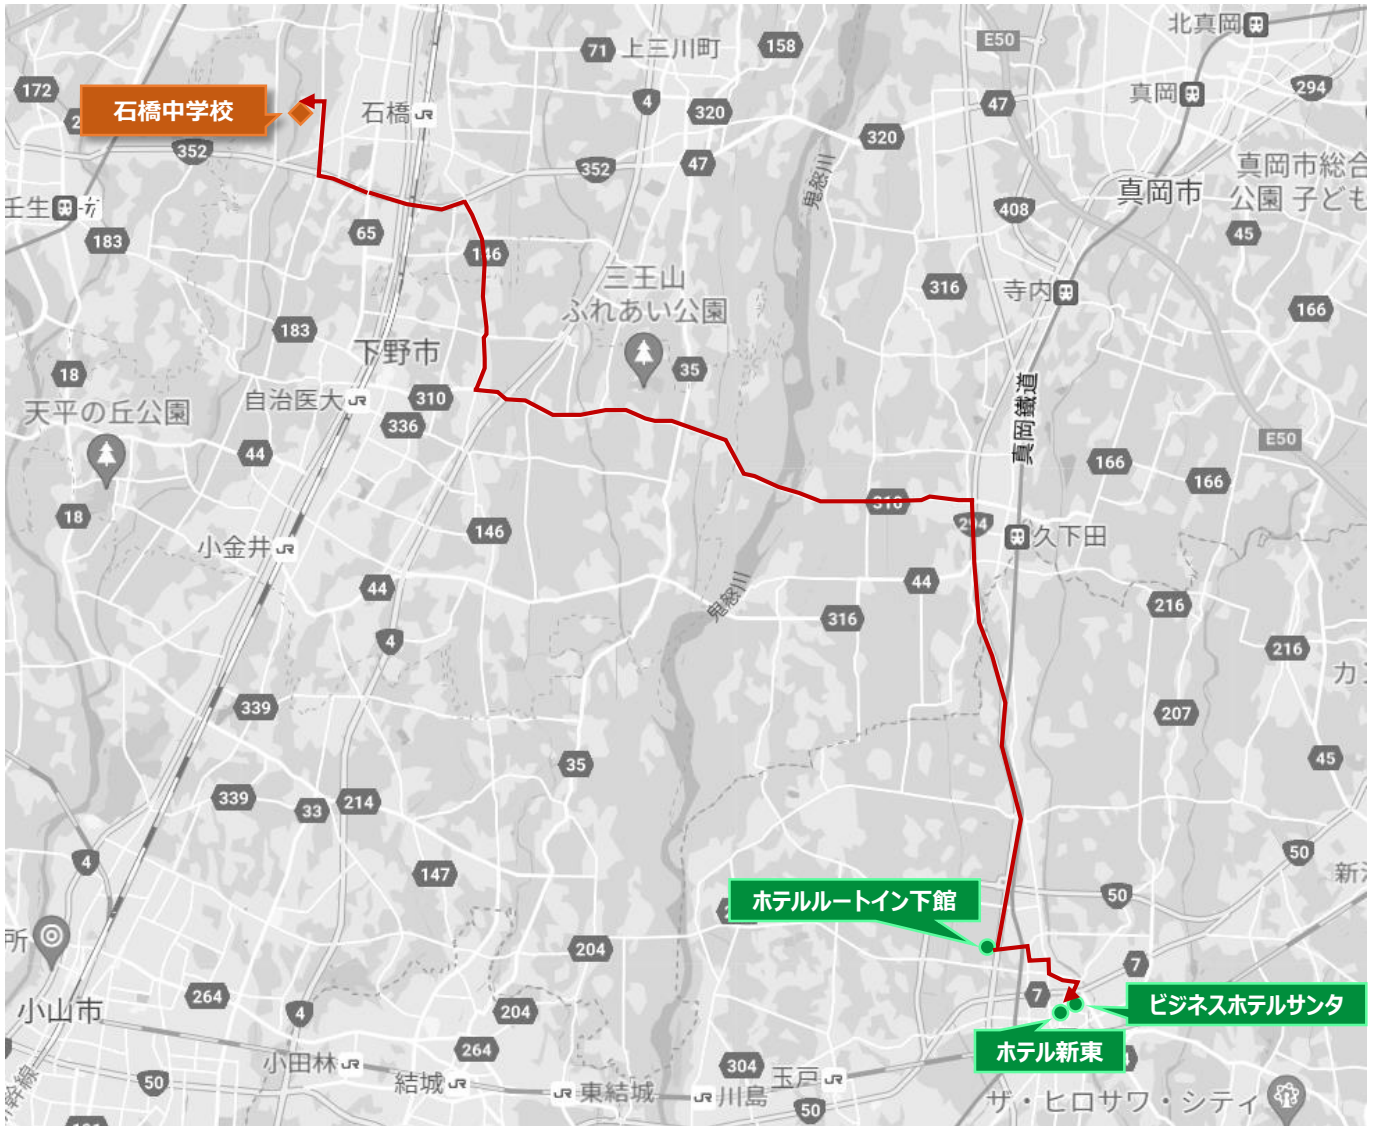 北真岡
E50
71
上三川町
158
172
4
294
真岡
47
320
石橋中学校
石橋
320
352
352
47
真岡市総合
公園 子ども
真岡市
壬生
408
183
65
45
146
三王山
ふれあい公園
316
寺内
166
183
下野市
35
18
自治医大
310
天平の丘公園
336
真岡鐵道
E50
44
166
166
18
316
146
294
久下田
小金井
44
44
216
鬼怒川
鬼怒川
316
4
216
339
207
35
45
339
33
214
50
4
147
ホテルルートイン下館
50
所
204
7
264
7
小山市
4
204
ビジネスホテルサンタ
264
ホテル新東
小田林
304
玉戸
50
結城
東結城
川島
50
ザ・ヒロサワ・シティ
幹線